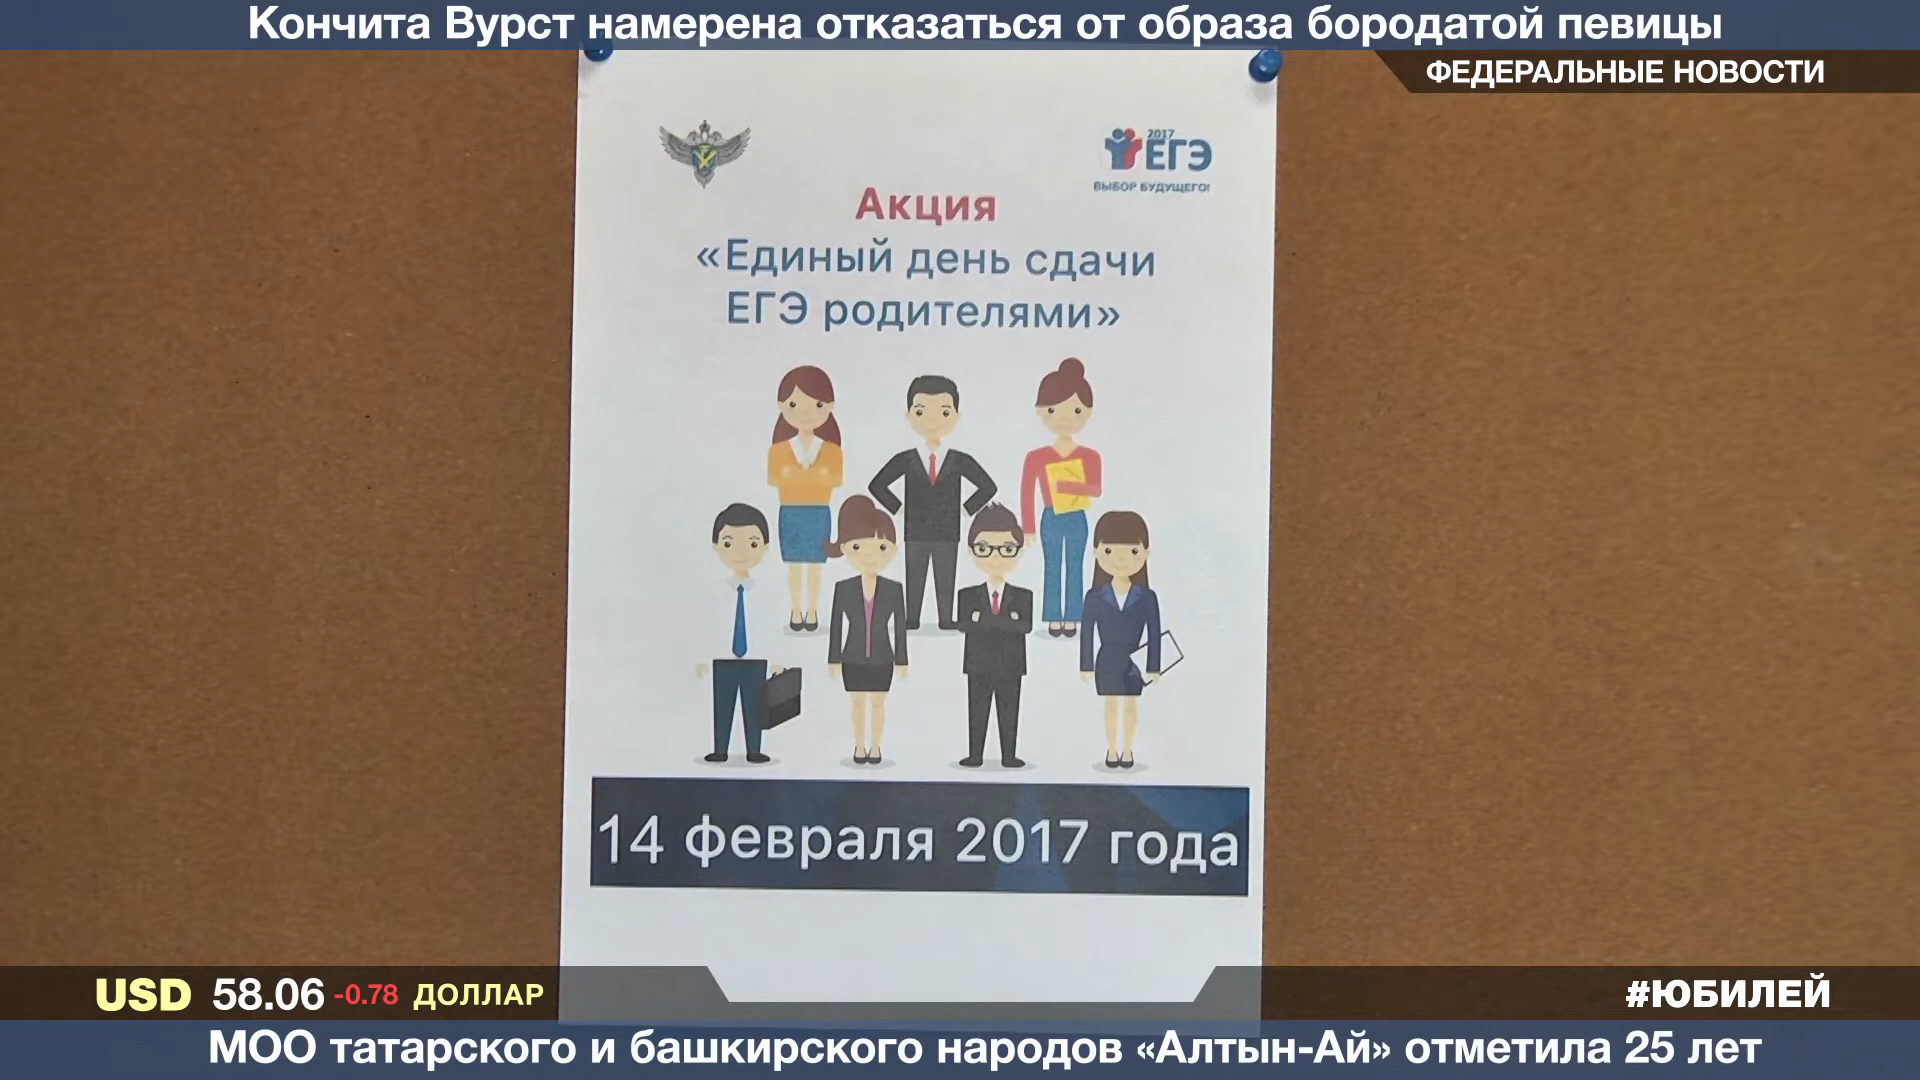 Кончита Вурст намерена отказаться от образа бородатой певицы
ФЕДЕРАЛЬНЫЕ НОВОСТИ
2017
ЕГЭ
ВЫБОР БУДУЩЕГО!
Акция
«Единый день сдачи
ЕГЭ родителями»
14 февраля 2017 года
USD 58.06 -0.78 ДОЛЛАР
#ЮБИЛЕЙ
МОО татарского и башкирского народов «Алтын-Ай» отметила 25 лет